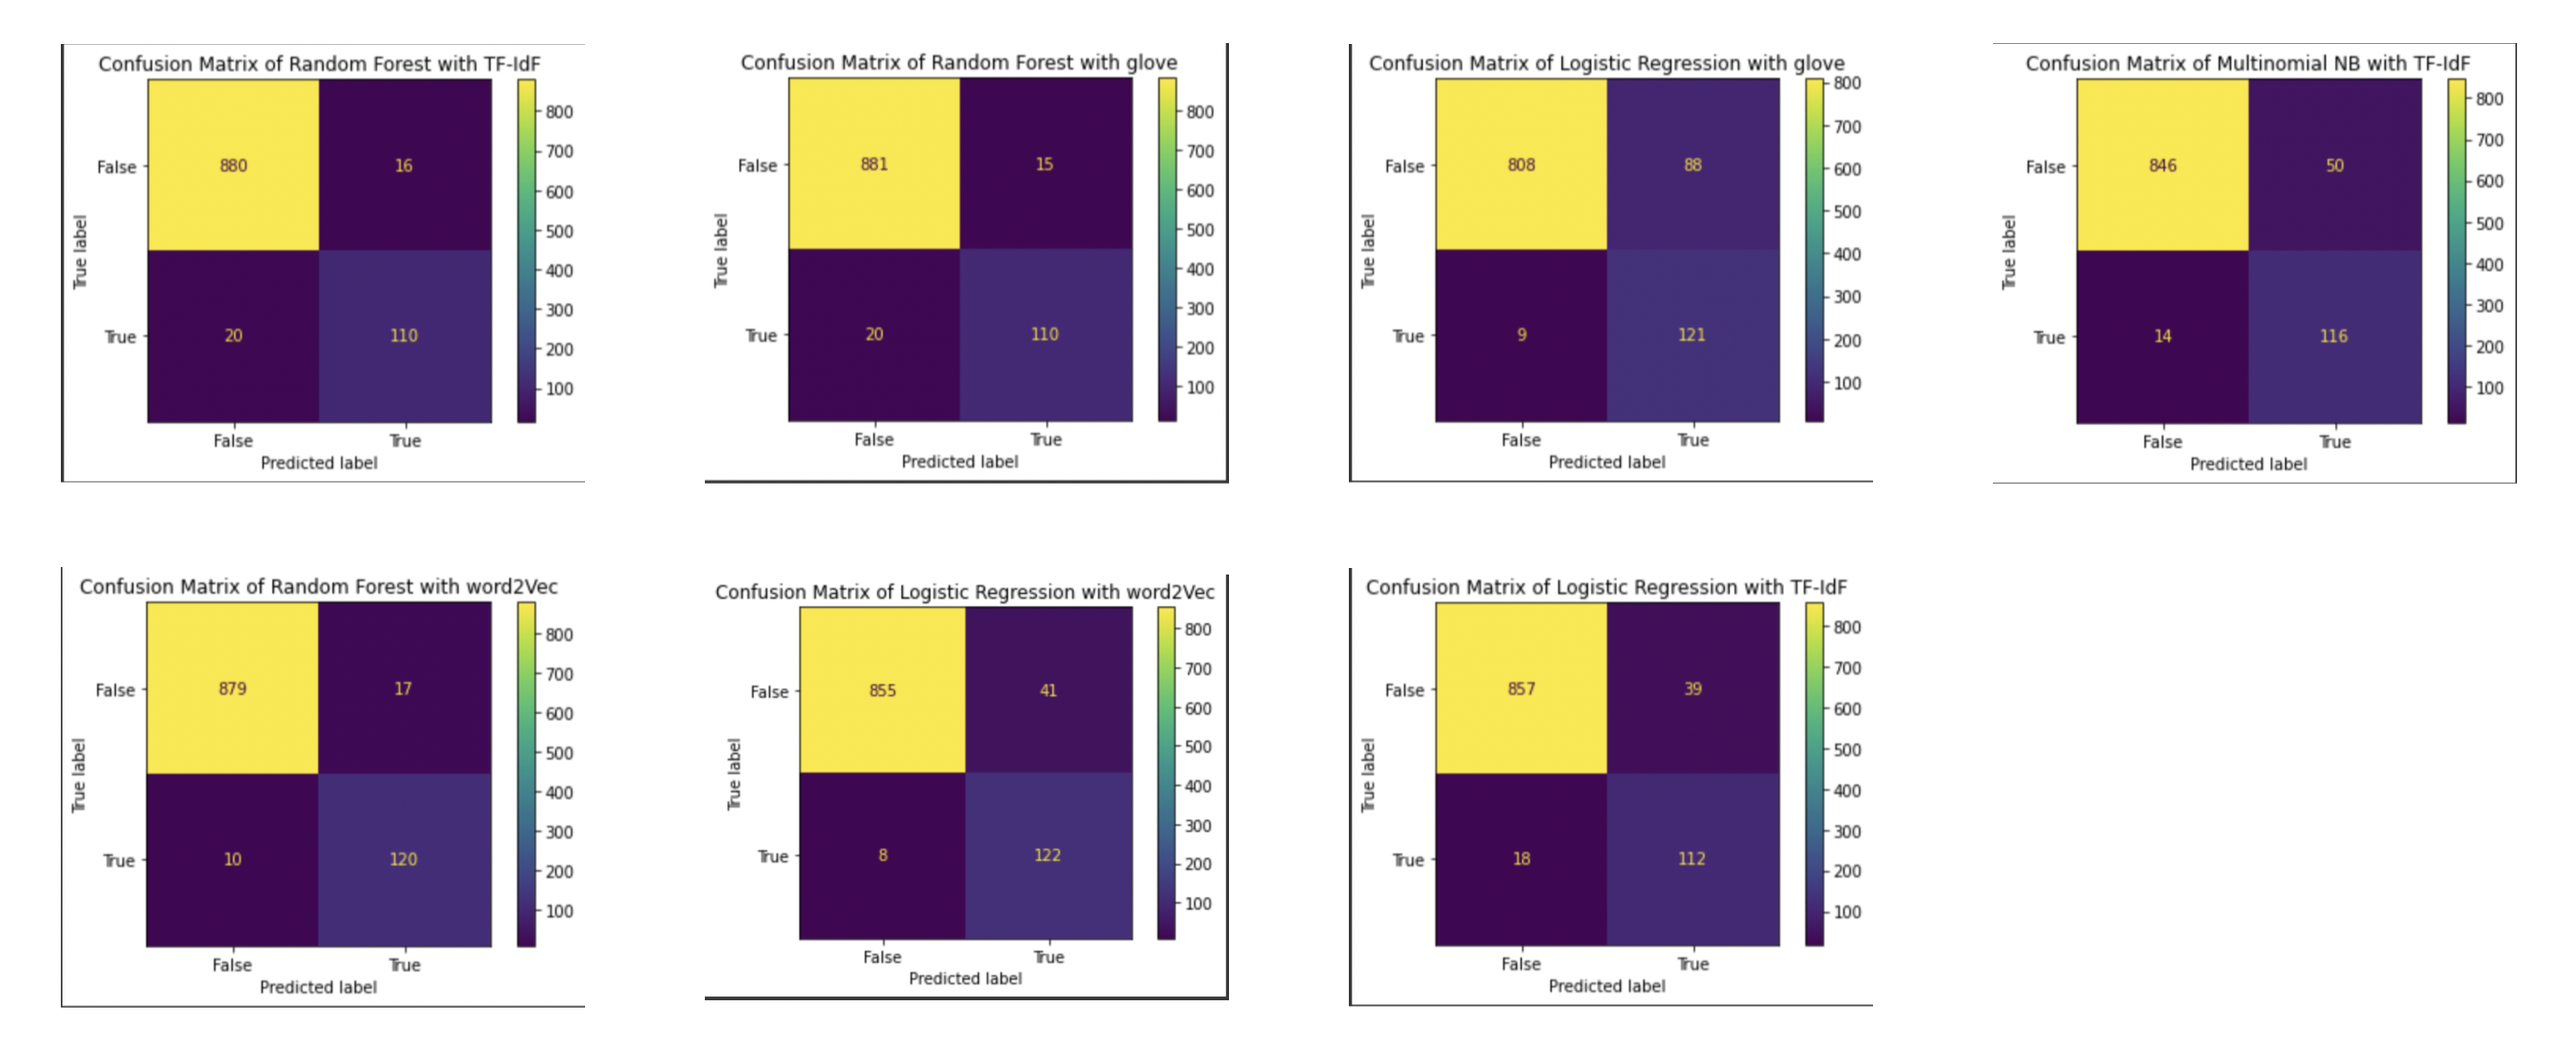 Confusion Matrix of Random Forest with TF-IdF
True label
False
True
880
16
20
110
False
True
Predicted label
800
700
600
500
400
300
200
100
Confusion Matrix of Random Forest with glove
True label
False
True
881
15
20
110
False
True
Predicted label
800
700
600
500
400
300
200
100
Confusion Matrix of Logistic Regression with glove
True label
False
True
808
88
9
121
False
True
Predicted label
800
700
600
500
400
300
200
100
Confusion Matrix of Multinomial NB with TF-IdF
True label
False
True
846
50
14
116
False
True
Predicted label
800
700
600
500
400
300
200
100
Confusion Matrix of Random Forest with word2Vec
True label
False
True
879
17
10
120
False
True
Predicted label
800
700
600
500
400
300
200
100
Confusion Matrix of Logistic Regression with word2Vec
True label
False
True
855
41
8
122
False
True
Predicted label
800
700
600
500
400
300
200
100
Confusion Matrix of Logistic Regression with TF-IdF
True label
False
True
857
39
18
112
False
True
Predicted label
800
700
600
500
400
300
200
100